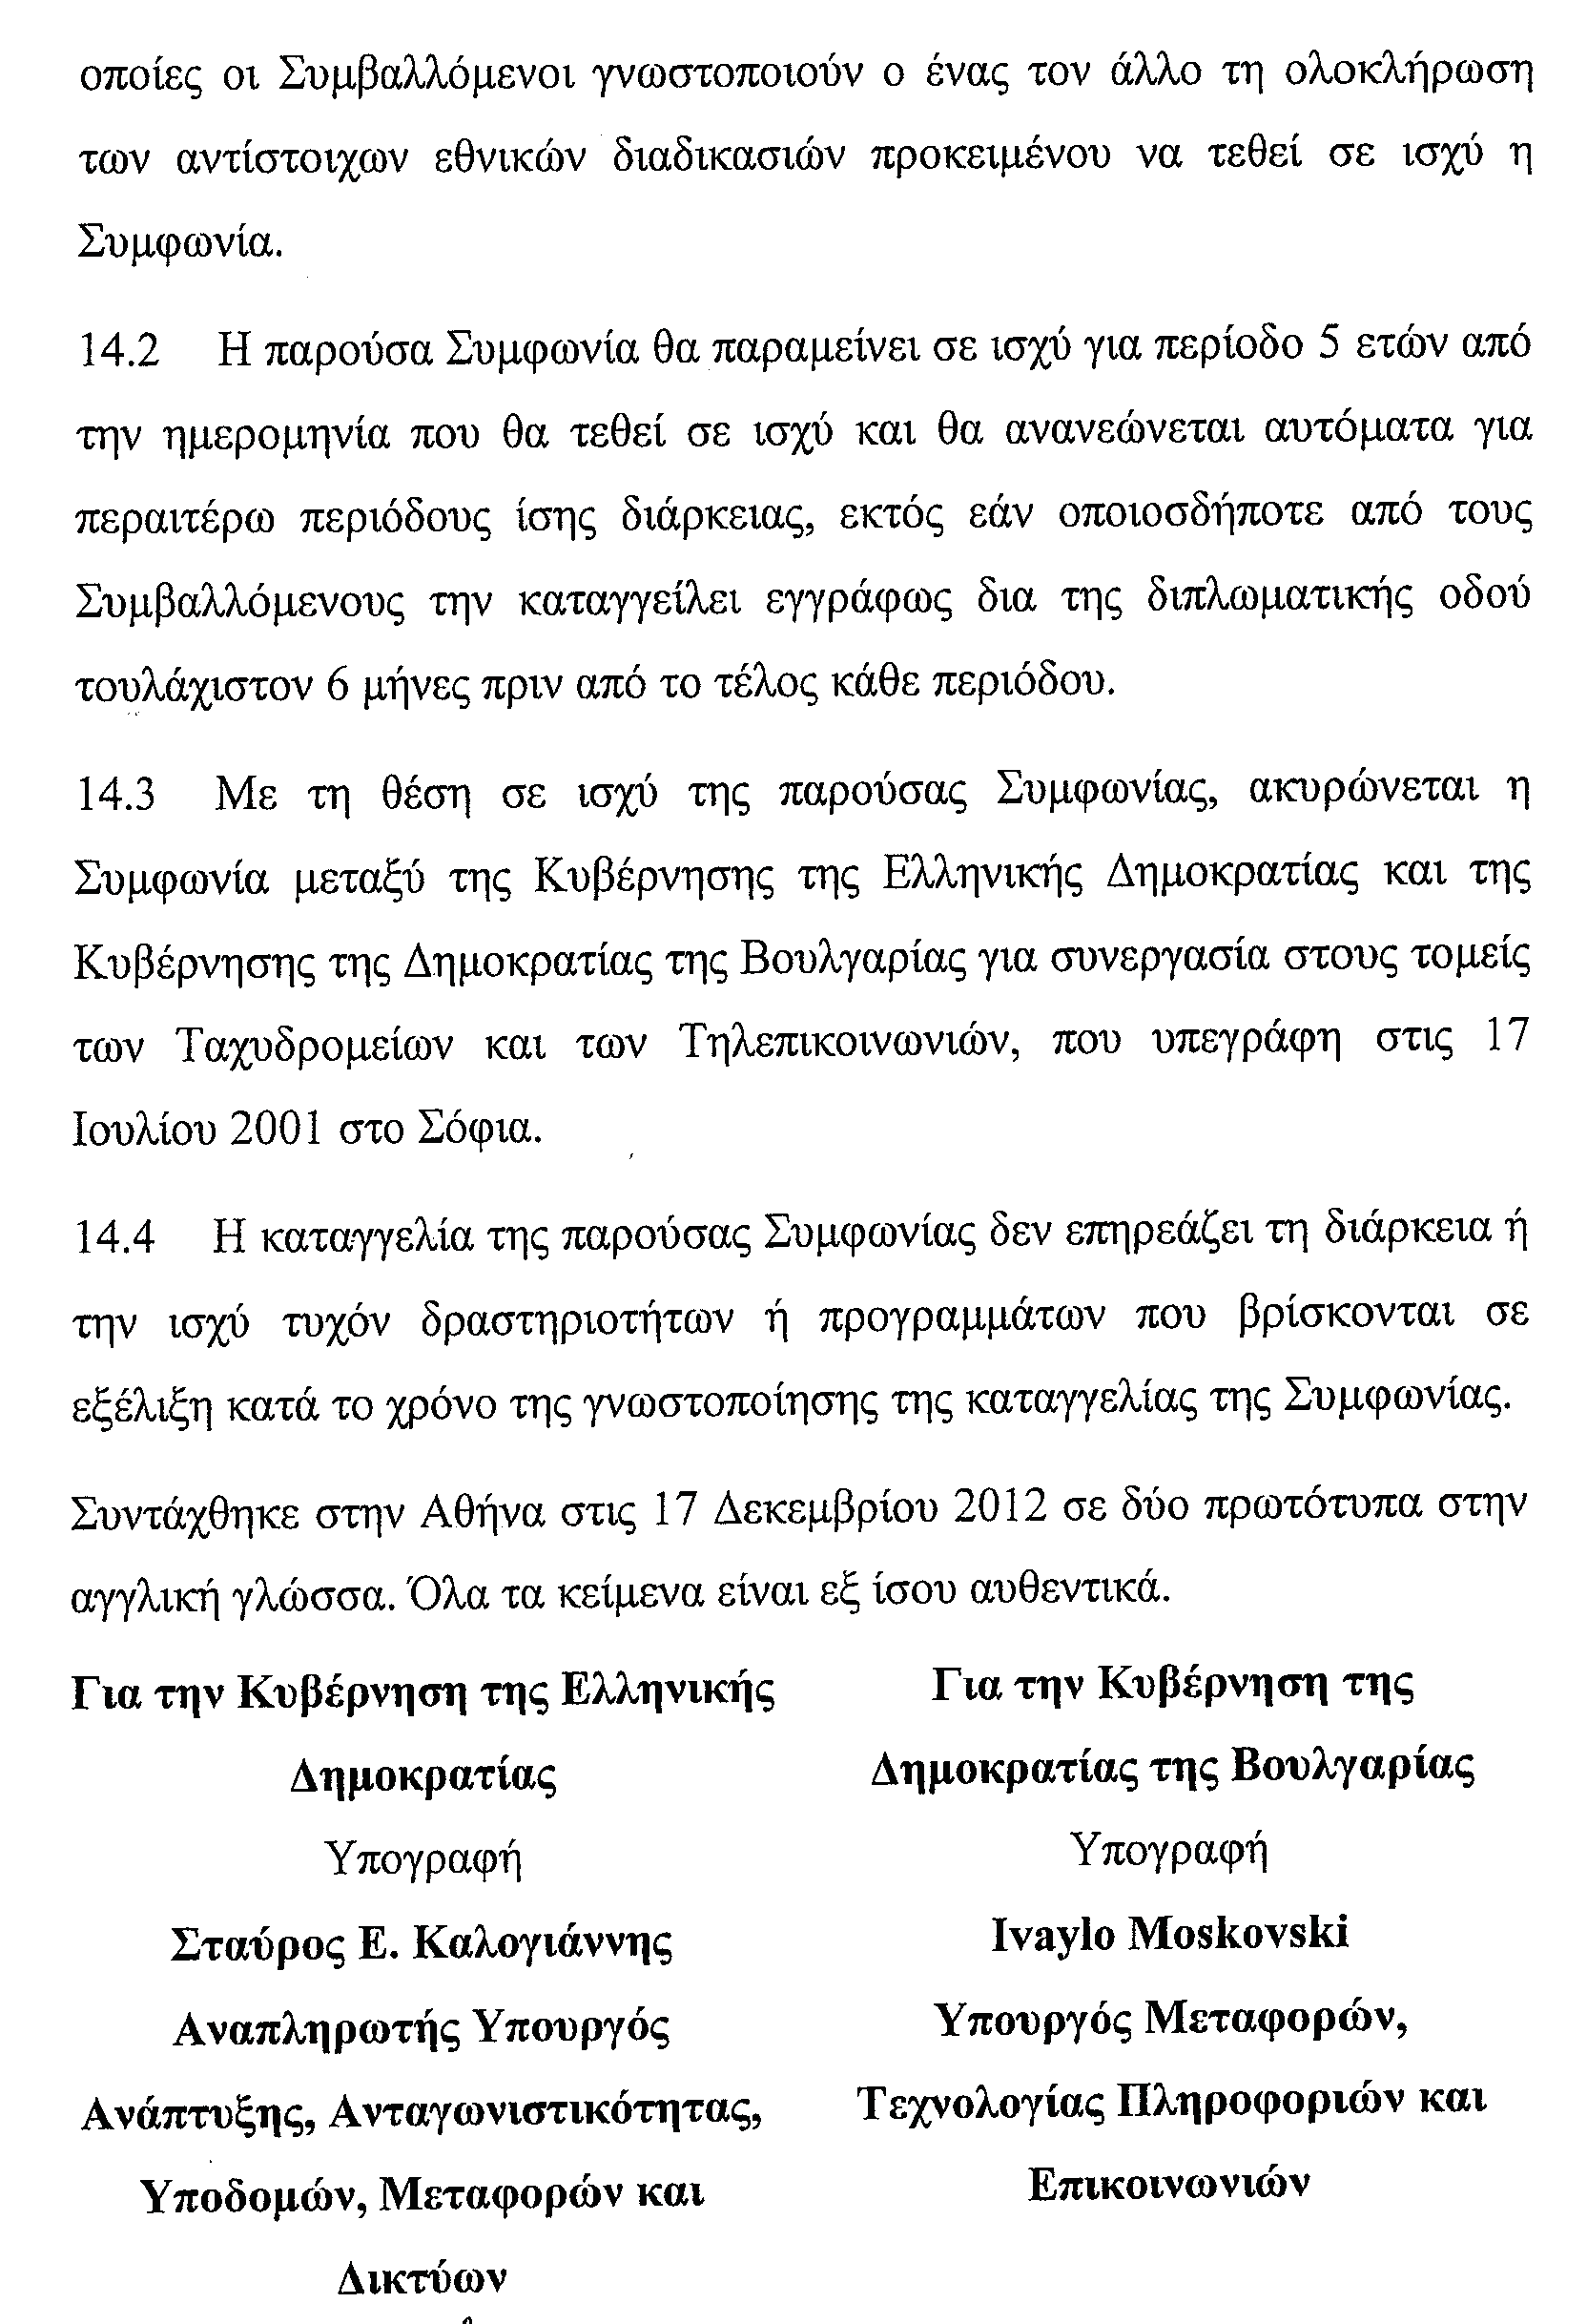 οποίες οι Συμβαλλόμενοι γνωστοποιούν ο ένας τον άλλο τη ολοκλήρωση
των αντίστοιχων εθνικών διαδικασιών προκειμένου να τεθεί σε ισχύ η
Συμφωνία.
14.2 Η παρούσα Συμφωνία θα παραμείνει σε ισχύ για περίοδο 5 ετών από
την ημερομηνία που θα τεθεί σε ισχύ και θα ανανεώνεται αυτόματα για
περαιτέρω περιόδους ίσης διάρκειας, εκτός εάν οποιοσδήποτε από τους
Συμβαλλόμενους την καταγγείλει εγγράφως δια της διπλωματικής οδού
τουλάχιστον 6 μήνες πριν από το τέλος κάθε περιόδου.
14.3 Με τη θέση σε ισχύ της παρούσας Συμφωνίας, ακυρώνεται η
Συμφωνία μεταξύ της Κυβέρνησης της Ελληνικής Δημοκρατίας και της
Κυβέρνησης της Δημοκρατίας της Βουλγαρίας για συνεργασία στους τομείς
των Ταχυδρομείων και των Τηλεπικοινωνιών, που υπεγράφη στις 17
Ιουλίου 2001 στο Σόφια.
14.4 Η καταγγελία της παρούσας Συμφωνίας δεν επηρεάζει τη διάρκεια ή
την ισχύ τυχόν δραστηριοτήτων ή προγραμμάτων που βρίσκονται σε
εξέλιξη κατά το χρόνο της γνωστοποίησης της καταγγελίας της Συμφωνίας.
Συντάχθηκε στην Αθήνα στις 17 Δεκεμβρίου 2012 σε δύο πρωτότυπα στην
αγγλική γλώσσα. Όλα τα κείμενα είναι εξ ίσου αυθεντικά.
Για την Κυβέρνηση της Ελληνικής
Δημοκρατίας
Υπογραφή
Σταύρος Ε. Καλογιάννης
Αναπληρωτής Υπουργός
Ανάπτυξης, Ανταγωνιστικότητας,
Υποδομών, Μεταφορών και
Δικτύων
Για την Κυβέρνηση της
Δημοκρατίας της Βουλγαρίας
Υπογραφή
Ivaylo Moskovski
Υπουργός Μεταφορών,
Τεχνολογίας Πληροφοριών και
Επικοινωνιών